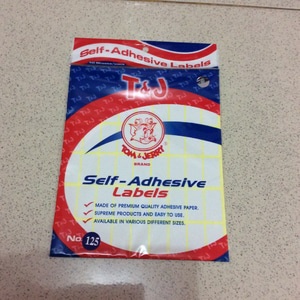 Self-Adhesive Labels
T&J
TOM & JERRY
BRAND
Self-Adhesive
Labels
✓ MADE OF PREMIUM QUALITY ADHESIVE PAPER.
✓ SUPREME PRODUCTS AND EASY TO USE.
✓ AVAILABLE IN VARIOUS DIFFERENT SIZES.
No. 125